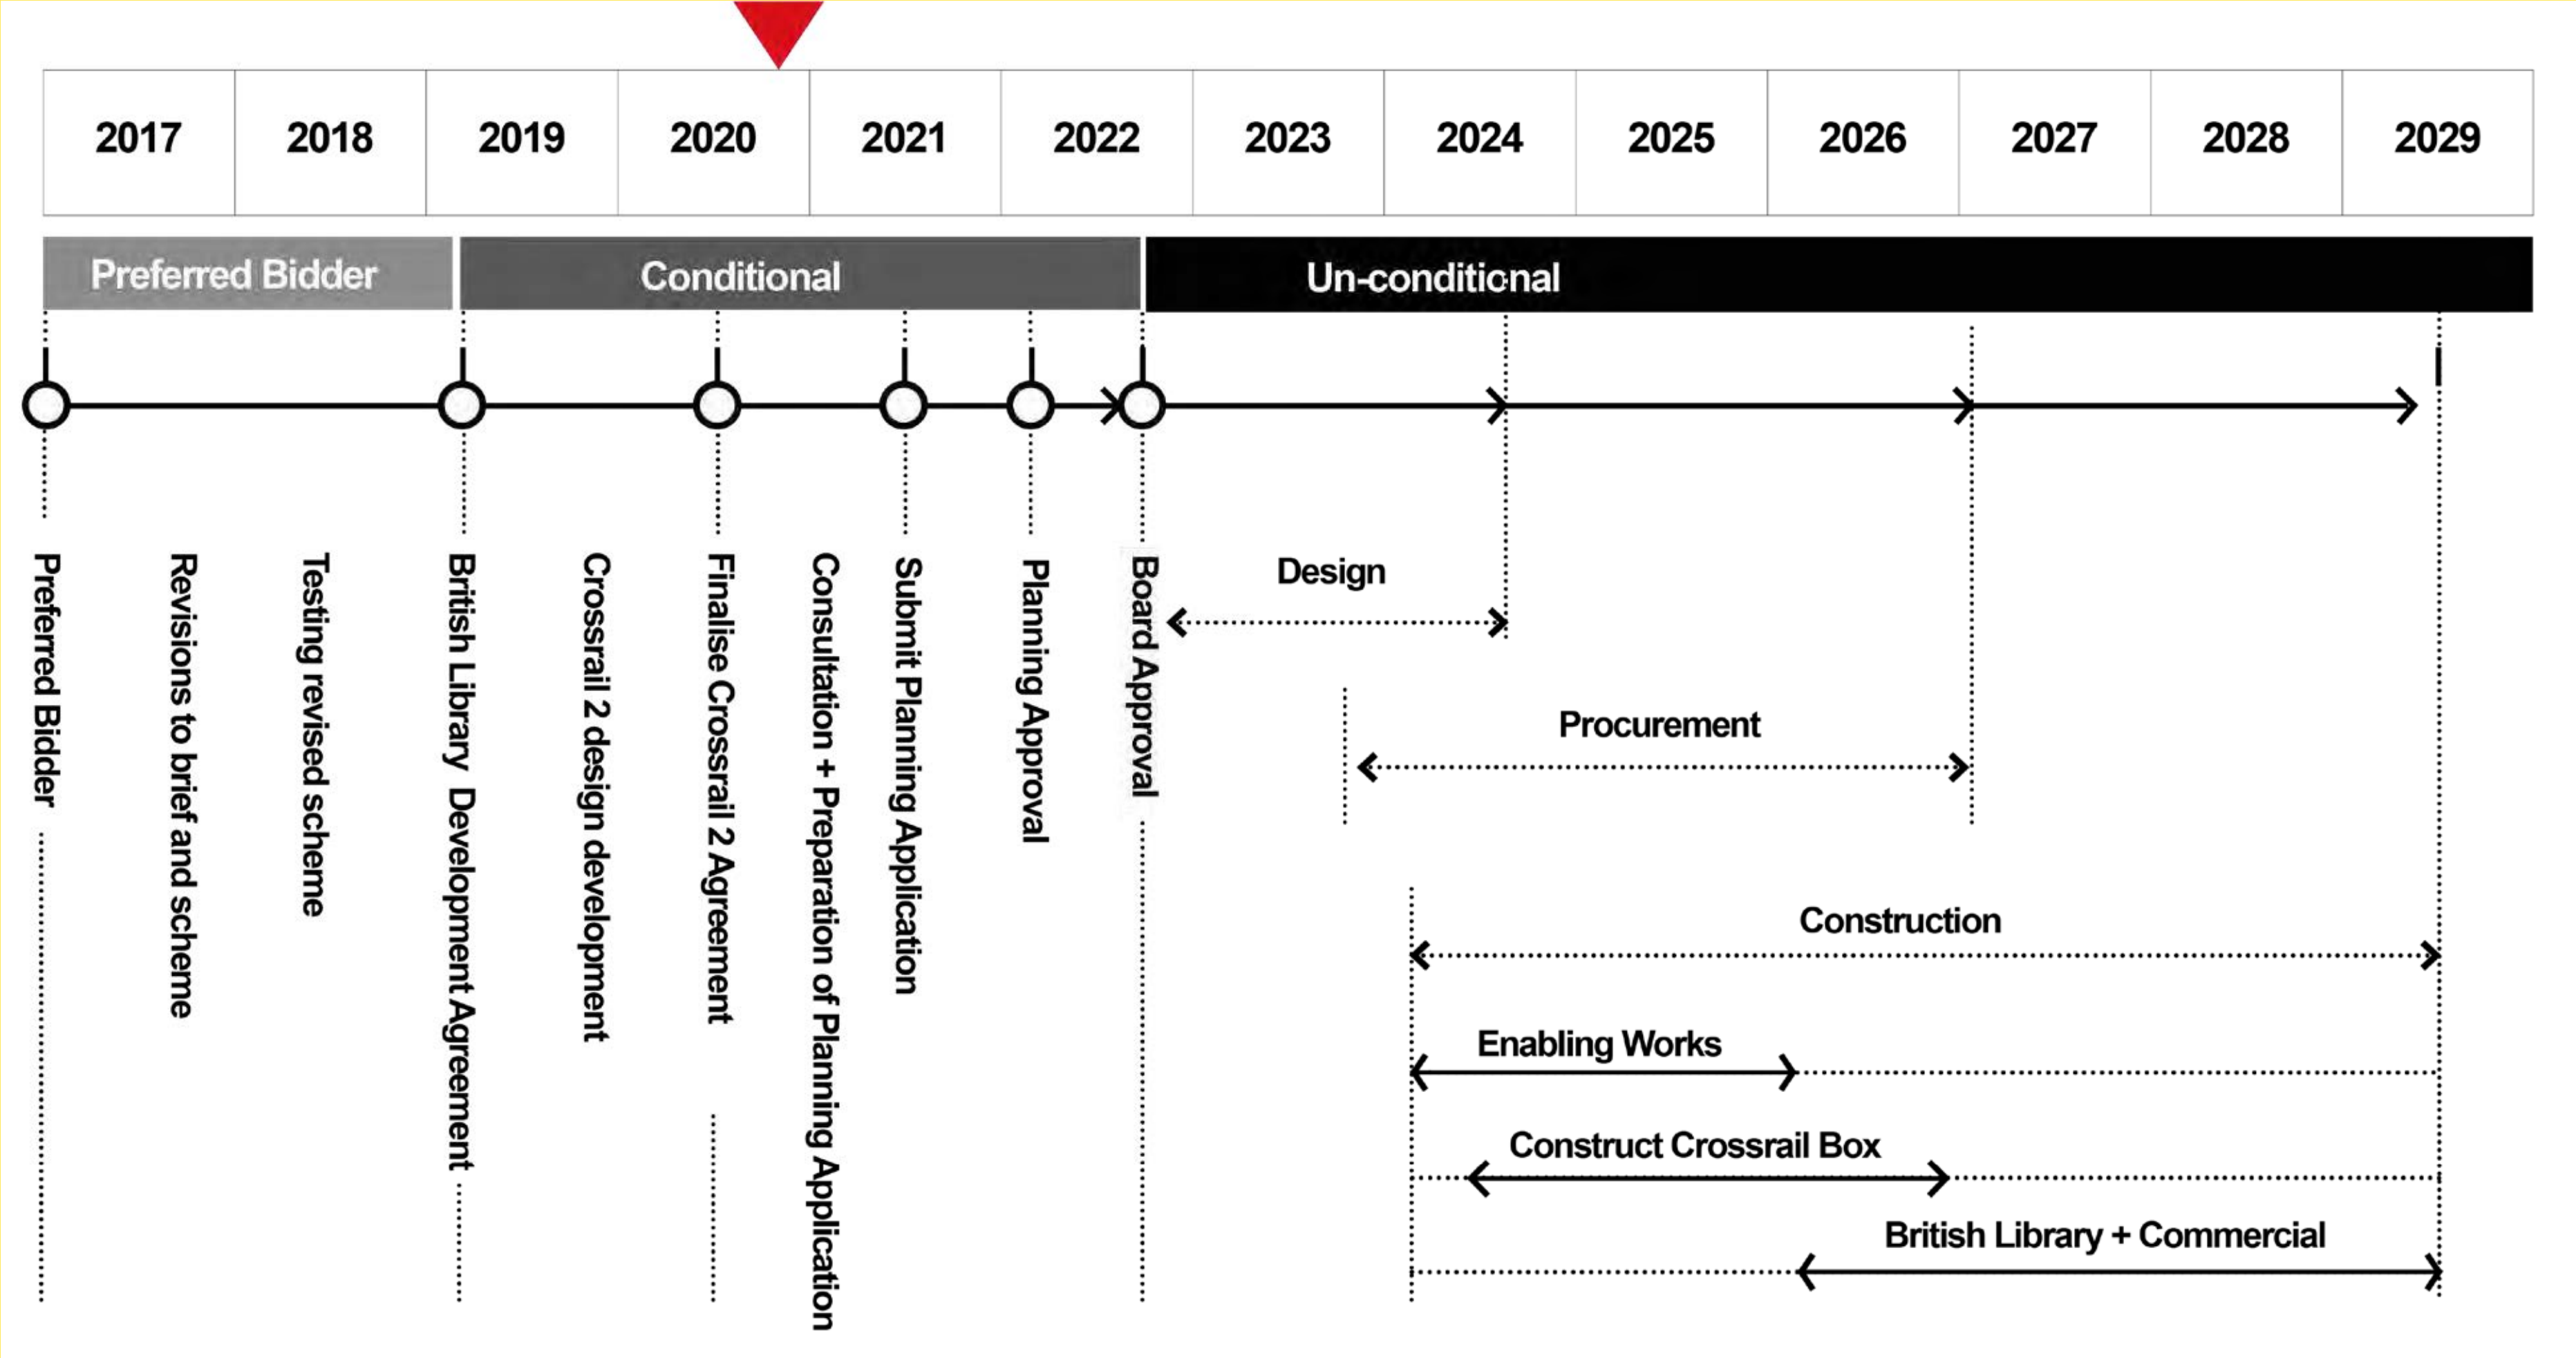 2017 2018 2019 2020 2021 2022 2023 2024 2025 2026 2027 2028 2029
Preferred Bidder Conditional Un-conditional
Preferred Bidder
Revisions to brief and scheme
Testing revised scheme
British Library Development Agreement
Crossrail 2 design development
Finalise Crossrail 2 Agreement
Consultation + Preparation of Planning Application
Submit Planning Application
Planning Approval
Board Approval
Design
Procurement
Construction
Enabling Works
Construct Crossrail Box
British Library + Commercial